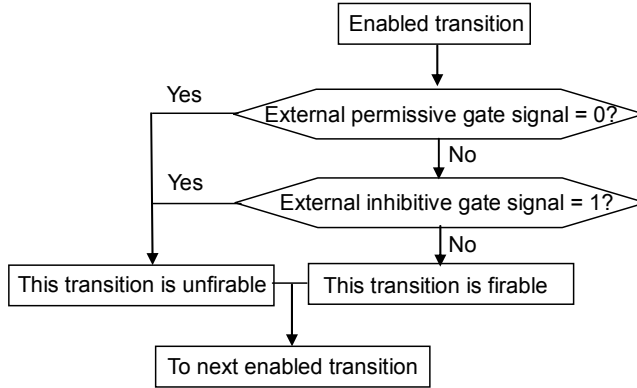 Enabled transition
Yes
External permissive gate signal = 0?
No
Yes
External inhibitive gate signal = 1?
No
This transition is unfirable
This transition is firable
To next enabled transition